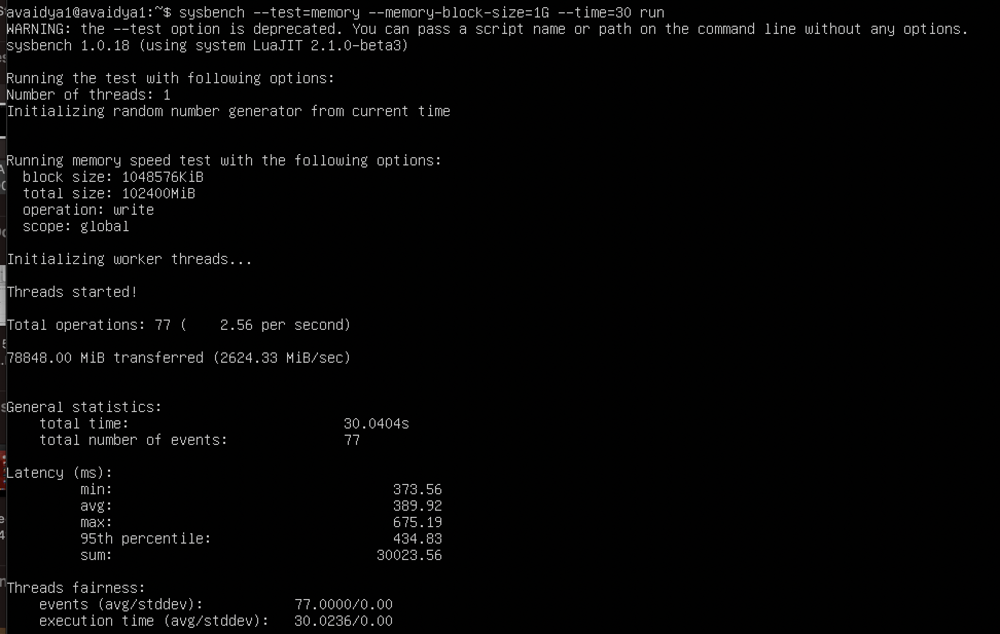 avaidya1@avaidya1:~$ sysbench --test=memory --memory-block-size=1G --time=30 run
WARNING: the --test option is deprecated. You can pass a script name or path on the command line without any options.
sysbench 1.0.18 (using system LuaJIT 2.1.0-beta3)
Running the test with following options:
Number of threads: 1
Initializing random number generator from current time
Running memory speed test with the following options:
block size: 1048576KiB
total size: 102400MiB
operation: write
scope: global
Initializing worker threads...
Threads started!
Total operations: 77 (    2.56 per second)
78848.00 MiB transferred (2624.33 MiB/sec)
General statistics:
total time:                          30.0404s
total number of events:              77
Latency (ms):
min:                                  373.56
avg:                                  389.92
max:                                  675.19
95th percentile:                      434.83
sum:                                30023.56
Threads fairness:
events (avg/stddev):           77.0000/0.00
execution time (avg/stddev):   30.0236/0.00